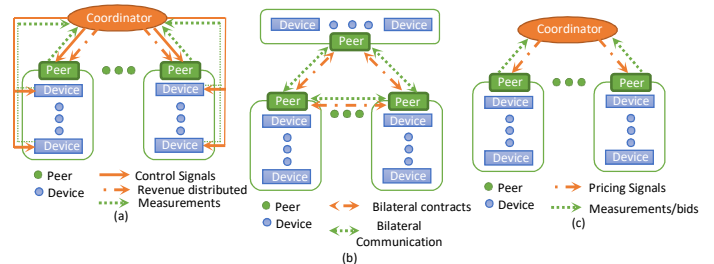 Coordinator
Peer
Peer
Device
Device
Device
Device
Peer
Device
Control Signals
Revenue distributed
Measurements
(a)
Device
Device
Peer
Peer
Peer
Device
Device
Device
Device
Peer
Device
Bilateral contracts
Bilateral
Communication
(b)
Coordinator
Peer
Peer
Device
Device
Device
Device
Peer
Device
Pricing Signals
Measurements/bids
(c)